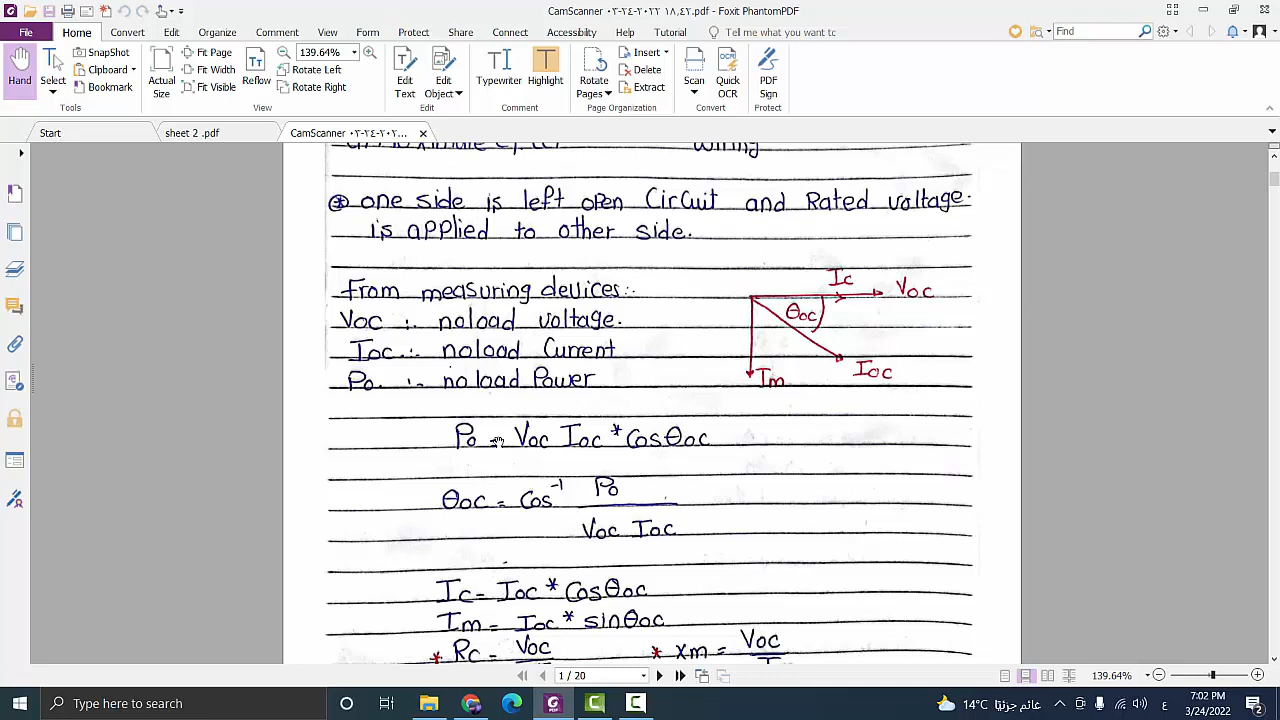 CamScanner ٠٣-٢٤-٢٠٢٢ ١٨,٤٢.pdf - Foxit PhantomPDF
File Home Convert Edit Organize Comment View Form Protect Share Connect Accessibility Help Tutorial Tell me what you want to Find
Hand
Select
SnapShot
Clipboard
Bookmark
Tools
Actual Size
Fit Page
Fit Width
Fit Visible
Reflow
139.64%
Rotate Left
Rotate Right
View
Edit Text
Edit Object
Edit
Typewriter
Highlight
Comment
Rotate Pages
Insert
Delete
Extract
Page Organization
Scan
Quick OCR
Convert
PDF Sign
Protect
Start
sheet 2 .pdf
CamScanner ٠٣-٢٤-٢٠٢...
wiring
one side is left open Circuit and Rated voltage.
is applied to other side.
From measuring devices:-
Voc :- noload voltage.
Ioc :- noload Current
Po :- noload Power
Ic
Voc
θoc
Ioc
Im
Po = Voc Ioc * Cosθoc
θoc = Cos⁻¹ Po
Voc Ioc
Ic = Ioc * Cosθoc
Im = Ioc * sinθoc
* Rc = Voc * Xm = Voc
1 / 20
139.64%
Type here to search
14°C
ع
7:02 PM
3/24/2022